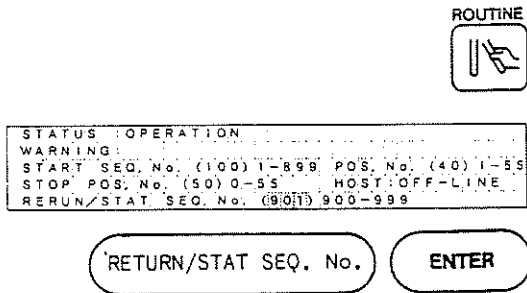 ROUTINE
STATUS :OPERATION
WARNING:
START SEQ. No. (100) 1-899 POS. No. (40) 1-55
STOP POS. No. (50) 0-55 HOST:OFF-LINE
RERUN/STAT SEQ. No. (901) 900-999
RETURN/STAT SEQ. No.
ENTER